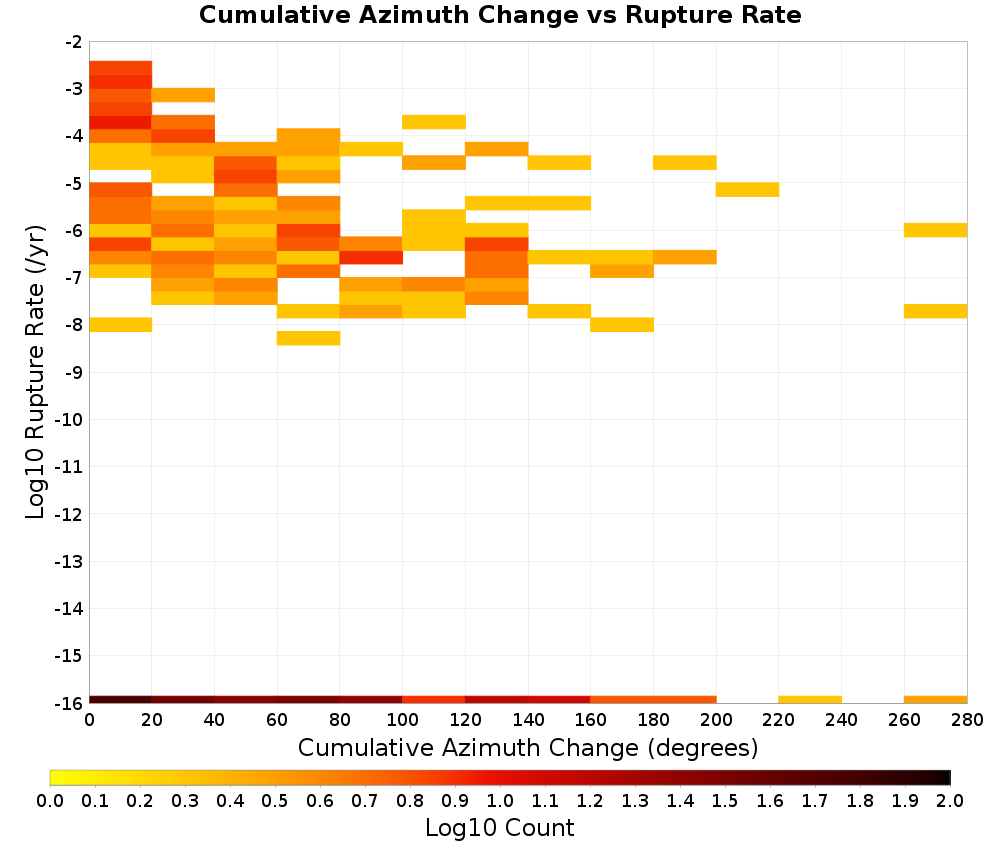 Cumulative Azimuth Change vs Rupture Rate
Log10 Rupture Rate (/yr)
-2
-3
-4
-5
-6
-7
-8
-9
-10
-11
-12
-13
-14
-15
-16
0 20 40 60 80 100 120 140 160 180 200 220 240 260 280
Cumulative Azimuth Change (degrees)
0.0 0.1 0.2 0.3 0.4 0.5 0.6 0.7 0.8 0.9 1.0 1.1 1.2 1.3 1.4 1.5 1.6 1.7 1.8 1.9 2.0
Log10 Count